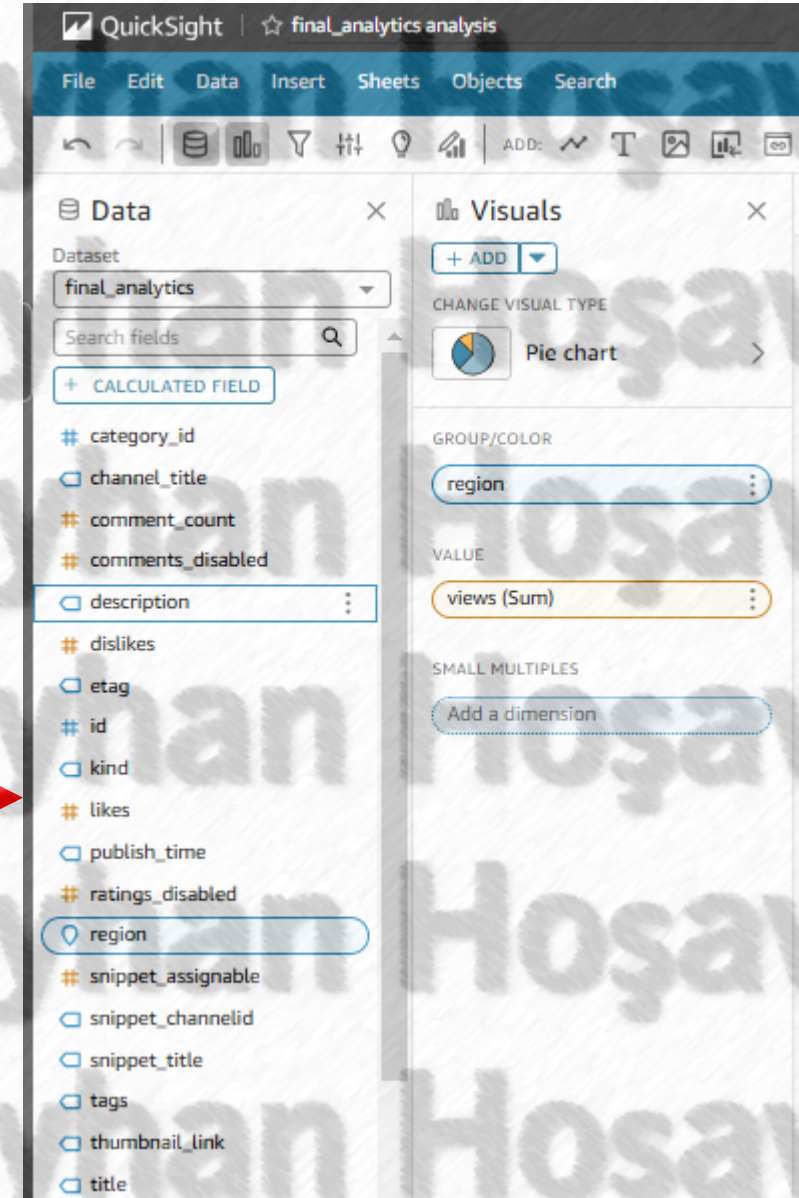 QuickSight final_analytics analysis
File Edit Data Insert Sheets Objects Search
ADD:
Data
Dataset
final_analytics
Search fields
+ CALCULATED FIELD
category_id
channel_title
comment_count
comments_disabled
description
dislikes
etag
id
kind
likes
publish_time
ratings_disabled
region
snippet_assignable
snippet_channelid
snippet_title
tags
thumbnail_link
title
Visuals
+ ADD
CHANGE VISUAL TYPE
Pie chart
GROUP/COLOR
region
VALUE
views (Sum)
SMALL MULTIPLES
Add a dimension